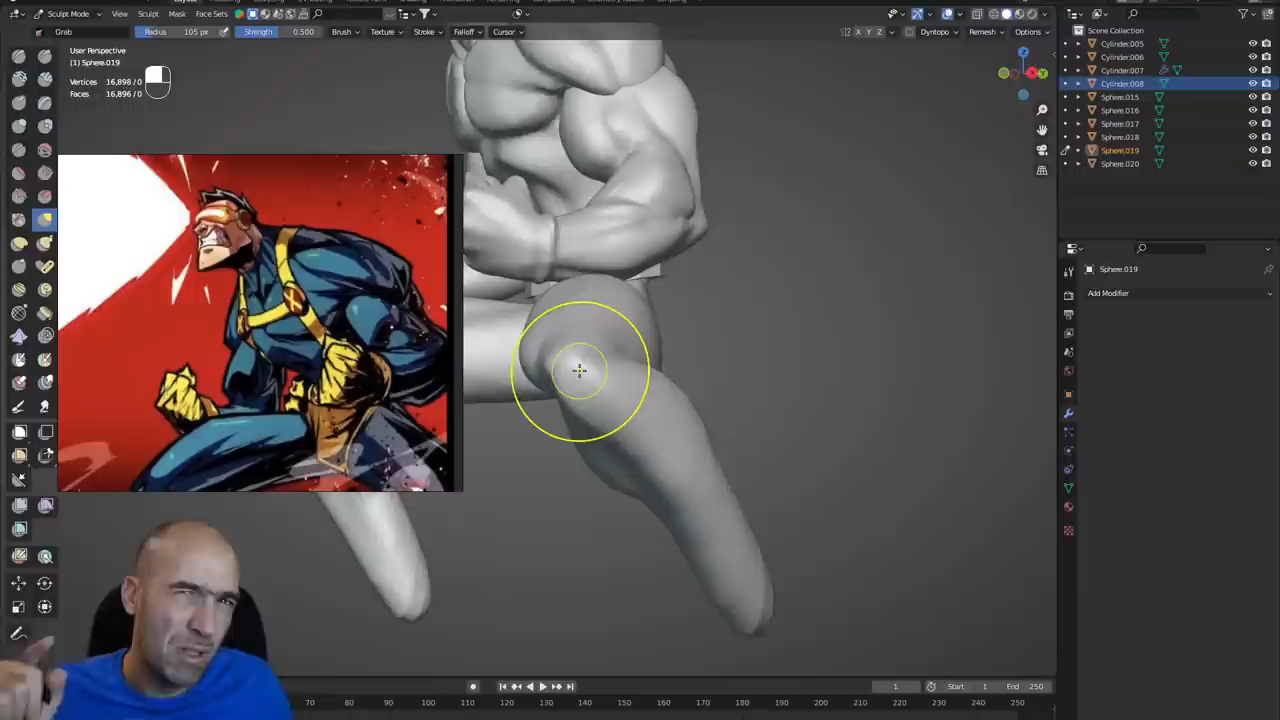 View Sculpt Mask Face Sets
Grab Radius 105 px Strength 0.500 Brush Texture Stroke Falloff Cursor X Y Z Dyntopo Remesh Options
User Perspective
(1) Sphere.019
Vertices 16,898 / 0
Faces 16,896 / 0
Scene Collection
Cylinder.005
Cylinder.006
Cylinder.007
Cylinder.008
Sphere.015
Sphere.016
Sphere.017
Sphere.018
Sphere.019
Sphere.020
Sphere.019
Add Modifier
1 Start 1 End 250
70 80 90 100 110 120 130 140 150 160 170 180 190 200 210 220 230 240 250